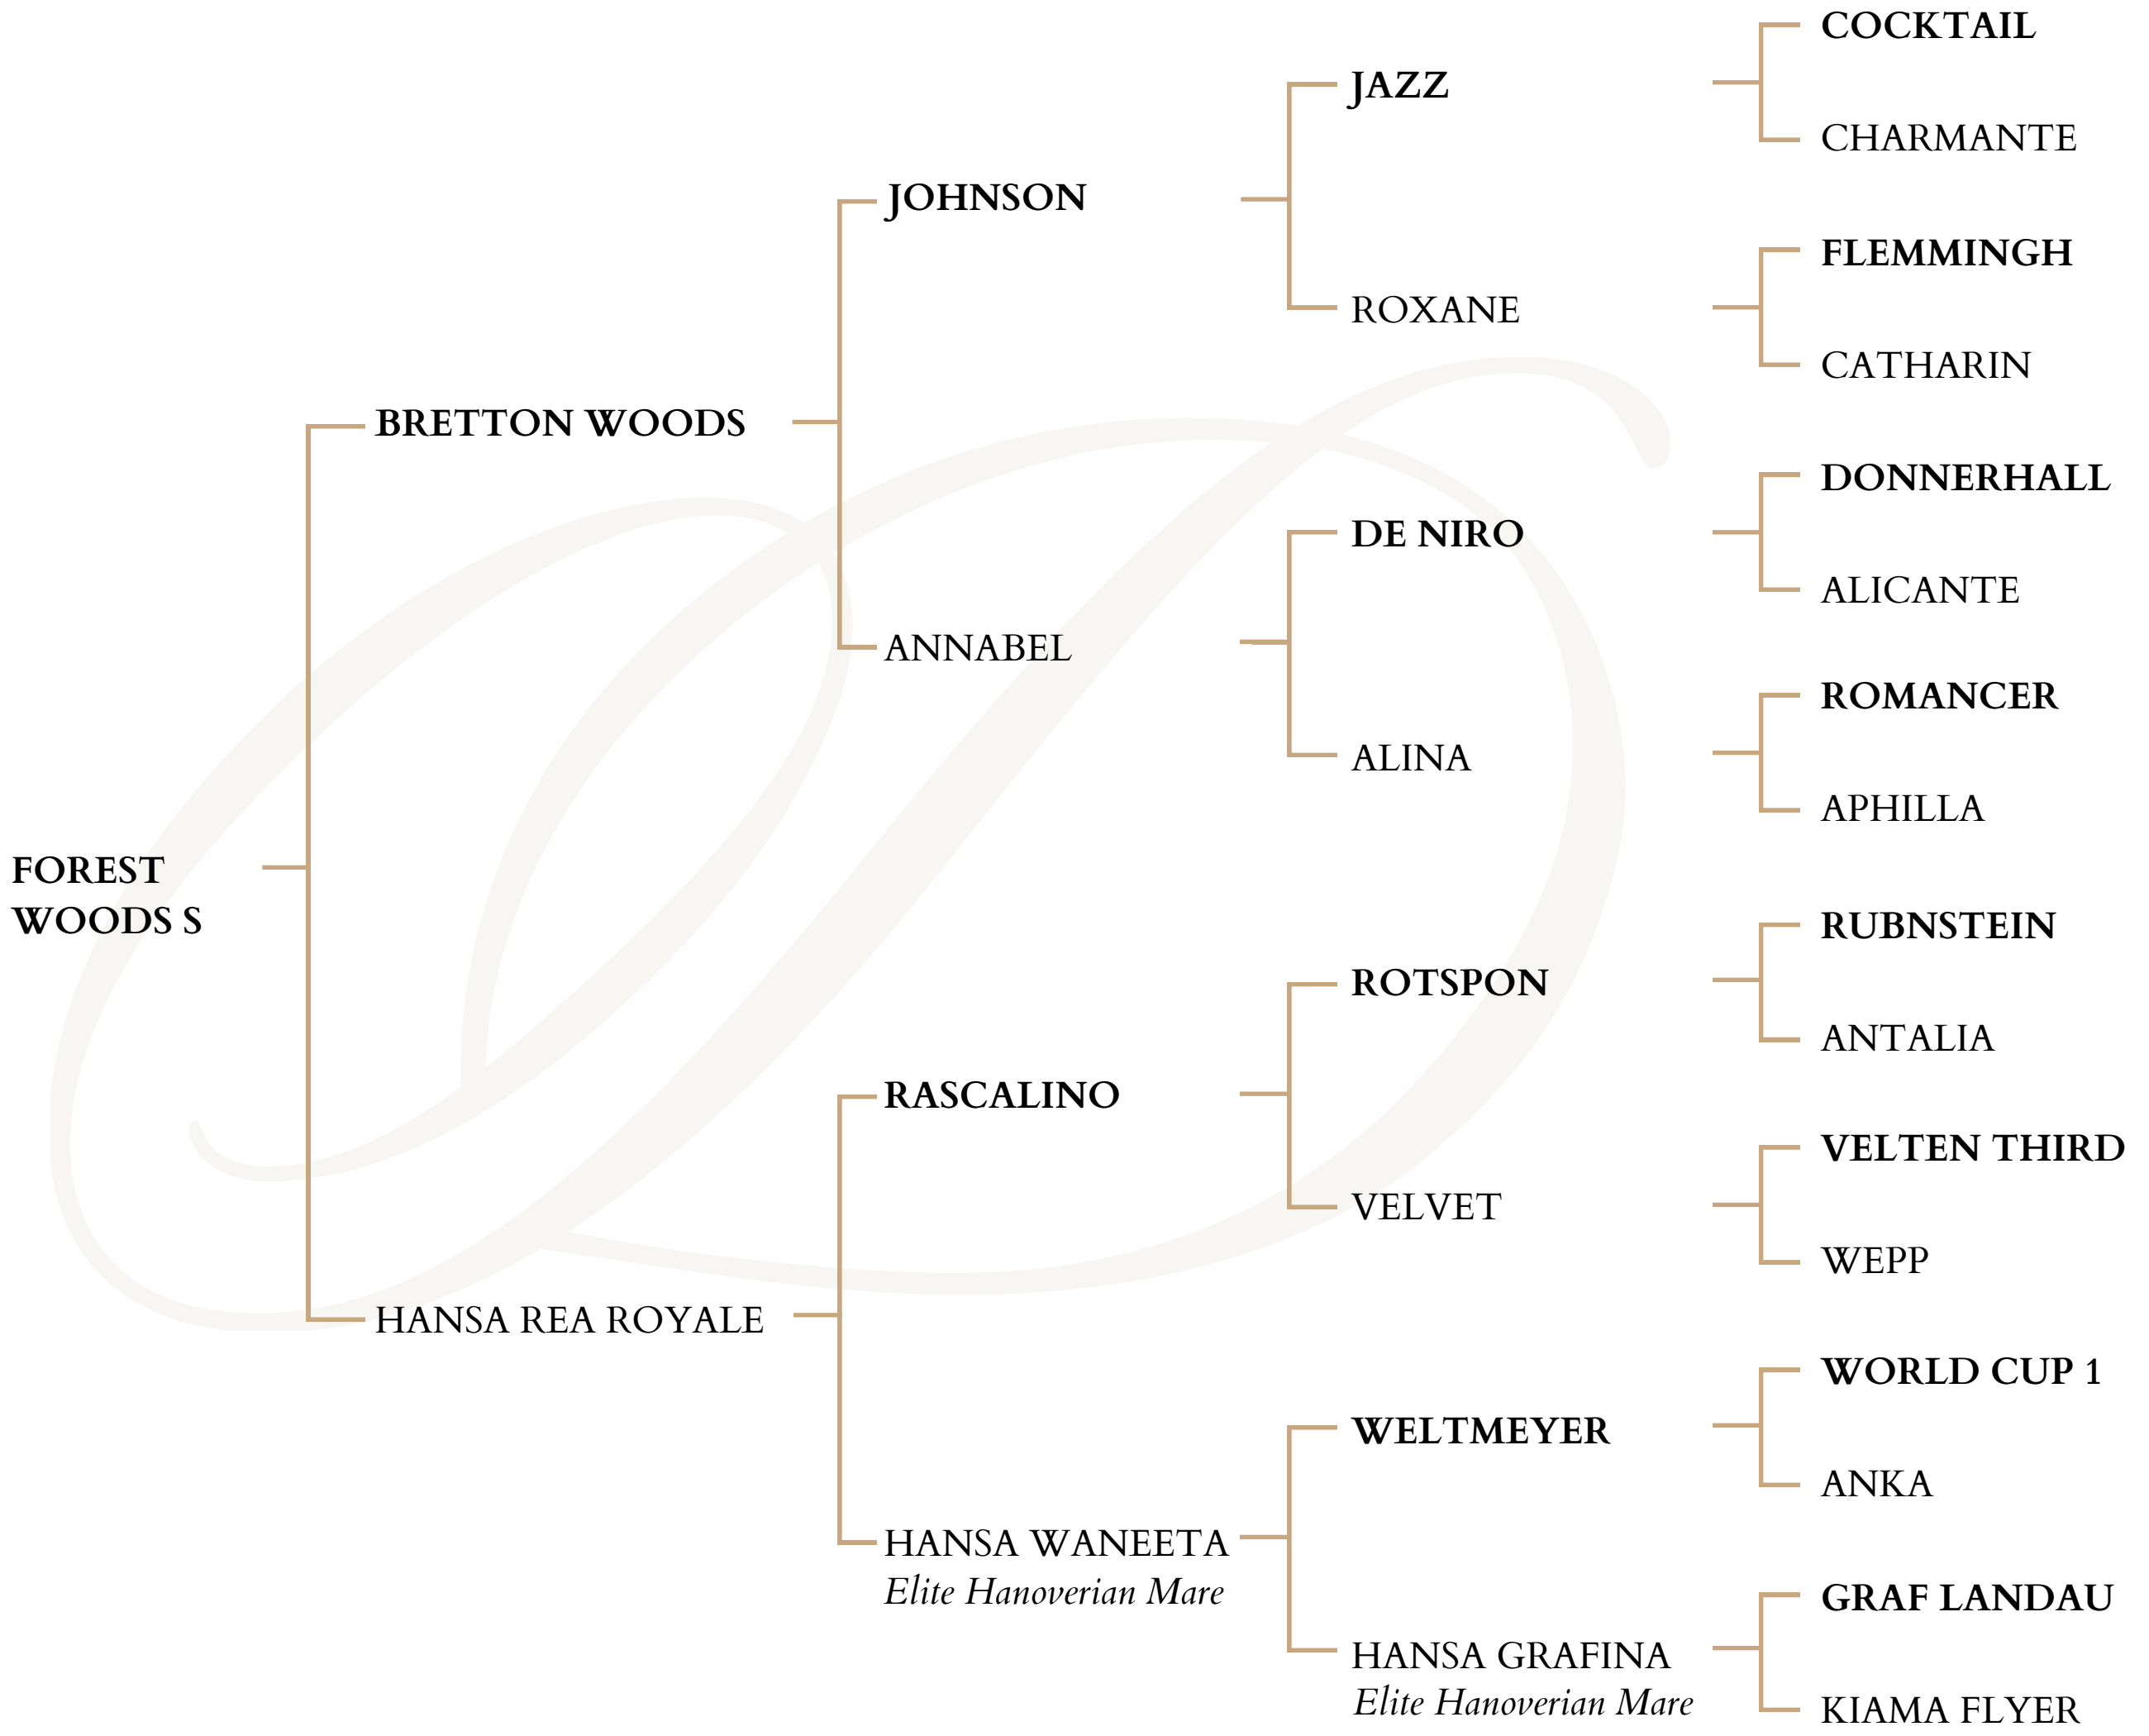 COCKTAIL
JAZZ
CHARMANTE
JOHNSON
FLEMMINGH
ROXANE
CATHARIN
BRETTON WOODS
DONNERHALL
DE NIRO
ALICANTE
ANNABEL
ROMANCER
ALINA
APHILLA
FOREST
WOODS S
RUBNSTEIN
ROTSPON
ANTALIA
RASCALINO
VELTEN THIRD
VELVET
WEPP
HANSA REA ROYALE
WORLD CUP 1
WELTMEYER
ANKA
HANSA WANEETA
Elite Hanoverian Mare
GRAF LANDAU
HANSA GRAFINA
Elite Hanoverian Mare
KIAMA FLYER